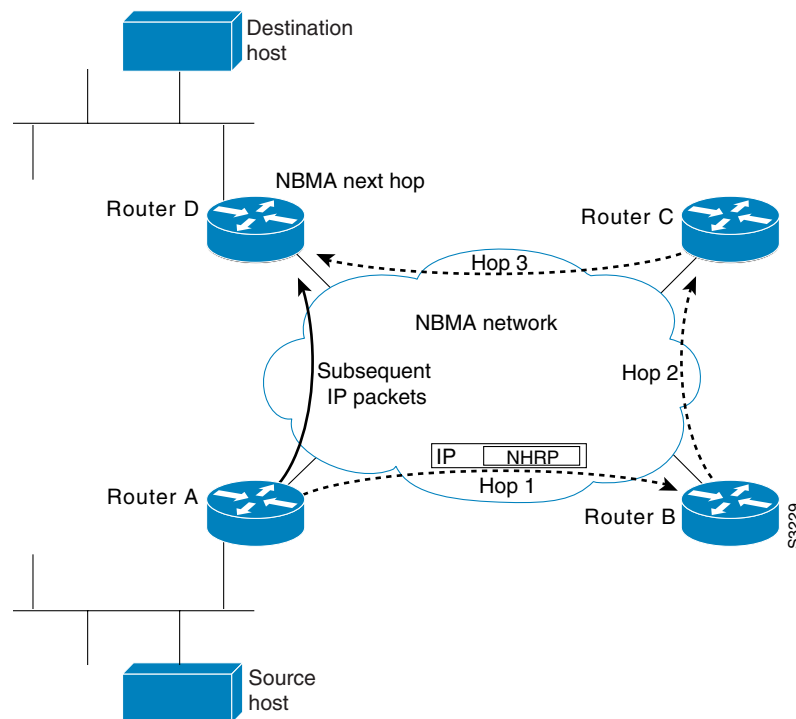 Destination
host
NBMA next hop
Router D
Router C
Hop 3
NBMA network
Subsequent
IP packets
Hop 2
IP
NHRP
Hop 1
Router A
Router B
S3229
Source
host